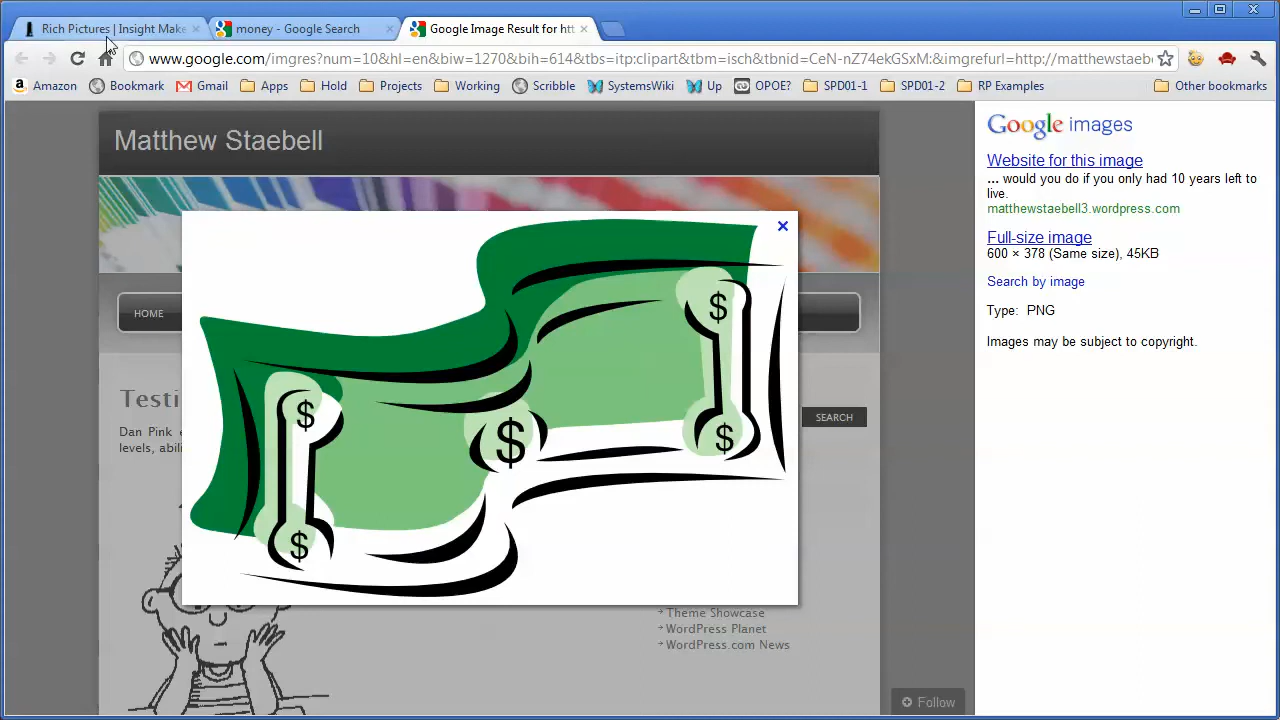 Rich Pictures | Insight Make
money - Google Search
Google Image Result for htt
www.google.com/imgres?num=10&hl=en&biw=1270&bih=614&tbs=itp:clipart&tbm=isch&tbnid=CeN-nZ74ekGSxM:&imgrefurl=http://matthewstaeb
Amazon Bookmark Gmail Apps Hold Projects Working Scribble SystemsWiki Up OPOE? SPD01-1 SPD01-2 RP Examples Other bookmarks
Matthew Staebell
HOME
Testi
Dan Pink
levels, abili
SEARCH
$
$
$
$
$
Theme Showcase
WordPress Planet
WordPress.com News
Follow
Google images
Website for this image
... would you do if you only had 10 years left to
live.
matthewstaebell3.wordpress.com
Full-size image
600 × 378 (Same size), 45KB
Search by image
Type: PNG
Images may be subject to copyright.